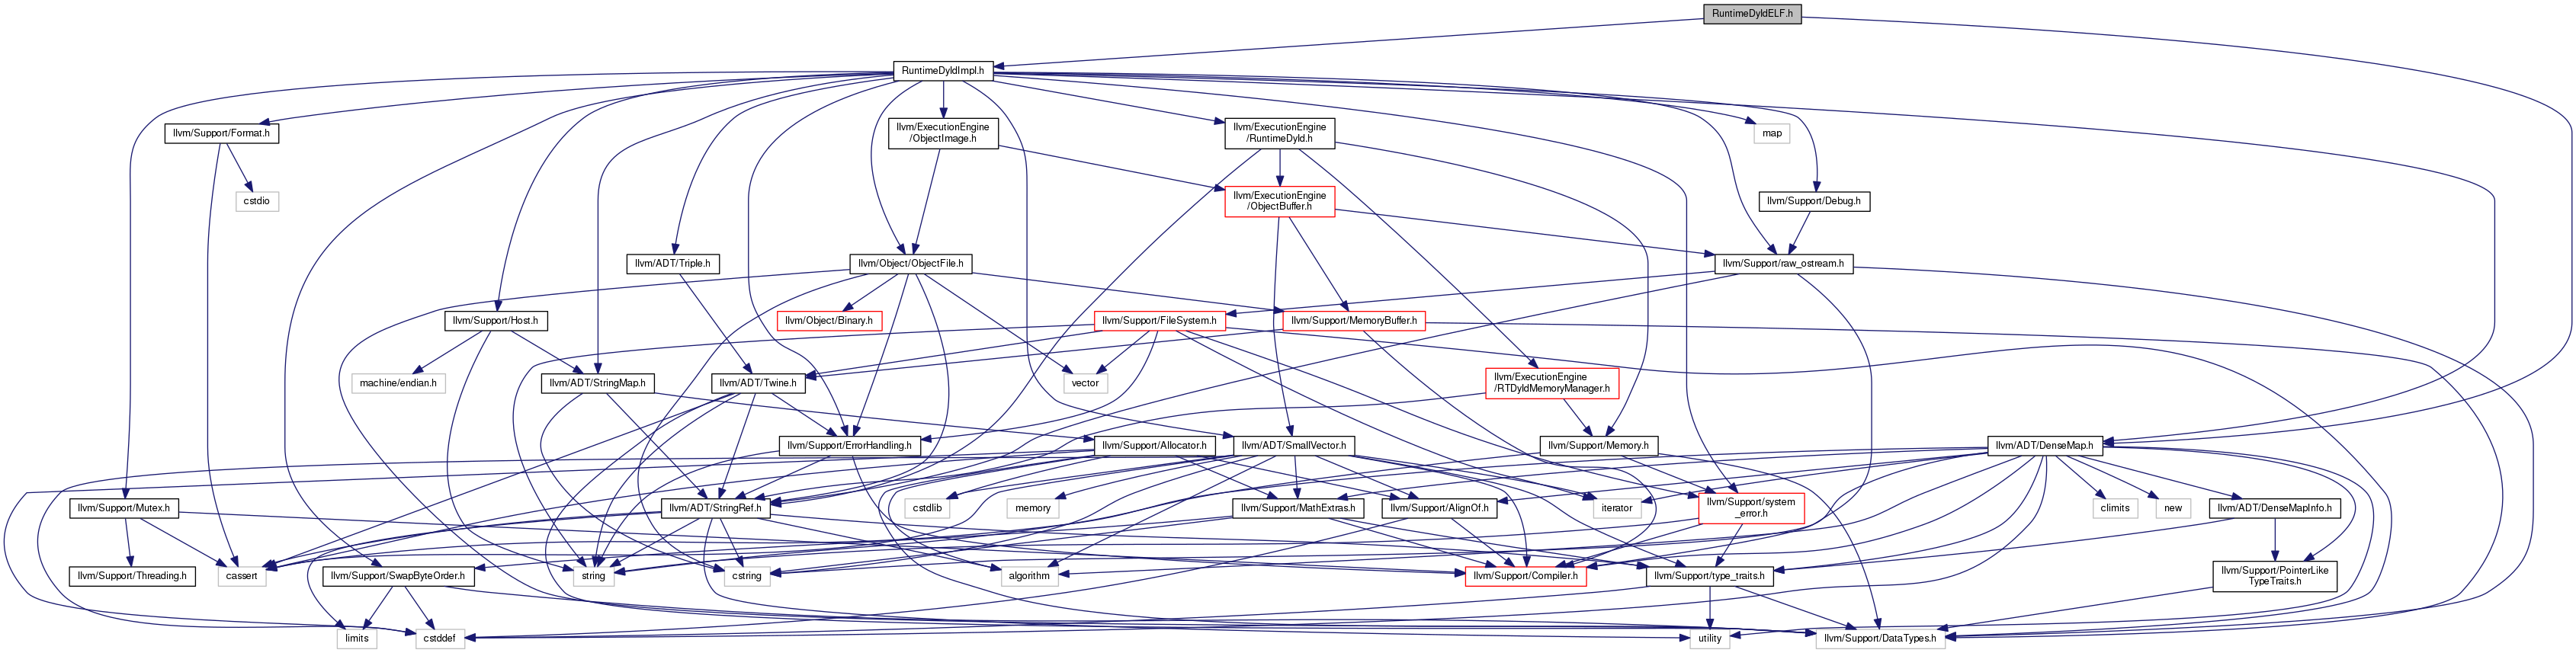 RuntimeDyldELF.h
RuntimeDyldImpl.h
llvm/Support/Format.h
llvm/ExecutionEngine
/ObjectImage.h
llvm/ExecutionEngine
/RuntimeDyld.h
map
cstdio
llvm/ExecutionEngine
/ObjectBuffer.h
llvm/Support/Debug.h
llvm/ADT/Triple.h
llvm/Object/ObjectFile.h
llvm/Support/raw_ostream.h
llvm/Support/Host.h
llvm/Object/Binary.h
llvm/Support/FileSystem.h
llvm/Support/MemoryBuffer.h
machine/endian.h
llvm/ADT/StringMap.h
llvm/ADT/Twine.h
vector
llvm/ExecutionEngine
/RTDyldMemoryManager.h
llvm/Support/ErrorHandling.h
llvm/Support/Allocator.h
llvm/ADT/SmallVector.h
llvm/Support/Memory.h
llvm/ADT/DenseMap.h
llvm/Support/Mutex.h
llvm/ADT/StringRef.h
cstdlib
memory
llvm/Support/MathExtras.h
llvm/Support/AlignOf.h
iterator
llvm/Support/system
_error.h
climits
new
llvm/ADT/DenseMapInfo.h
llvm/Support/Threading.h
cassert
llvm/Support/SwapByteOrder.h
string
cstring
algorithm
llvm/Support/Compiler.h
llvm/Support/type_traits.h
llvm/Support/PointerLike
TypeTraits.h
limits
cstddef
utility
llvm/Support/DataTypes.h